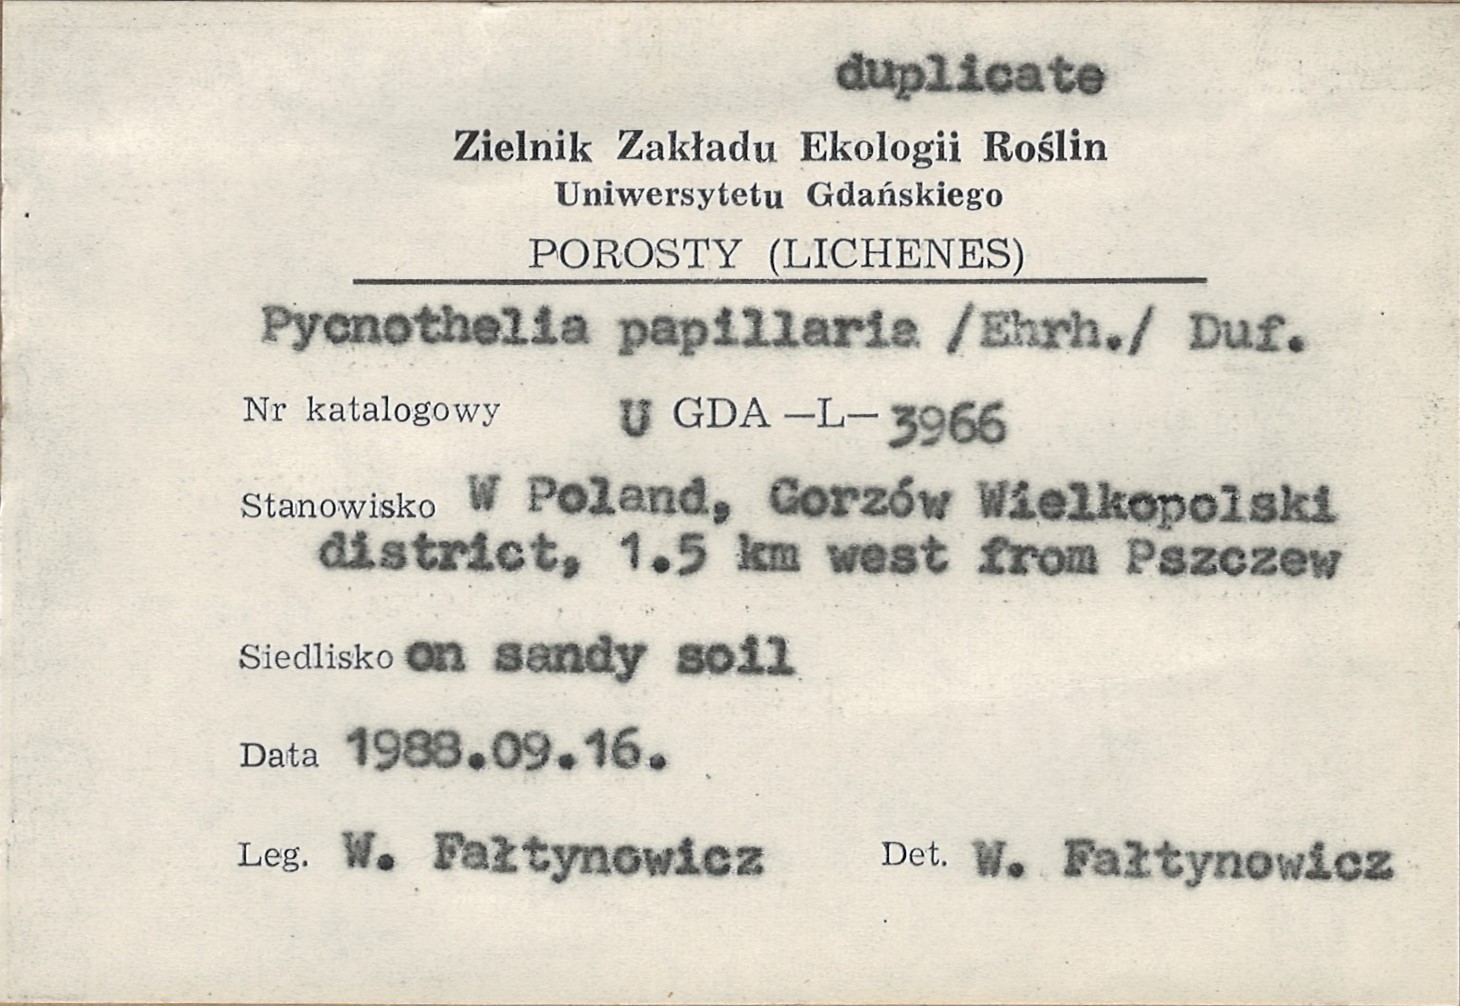 duplicate
Zielnik Zakładu Ekologii Roślin
Uniwersytetu Gdańskiego
POROSTY (LICHENES)
Pycnothelia papillaria /Ehrh./ Duf.
Nr katalogowy U GDA —L— 3966
Stanowisko W Poland, Gorzów Wielkopolski
district, 1.5 km west from Pszczew
Siedlisko on sandy soil
Data 1988.09.16.
Leg. W. Fałtynowicz Det. W. Fałtynowicz